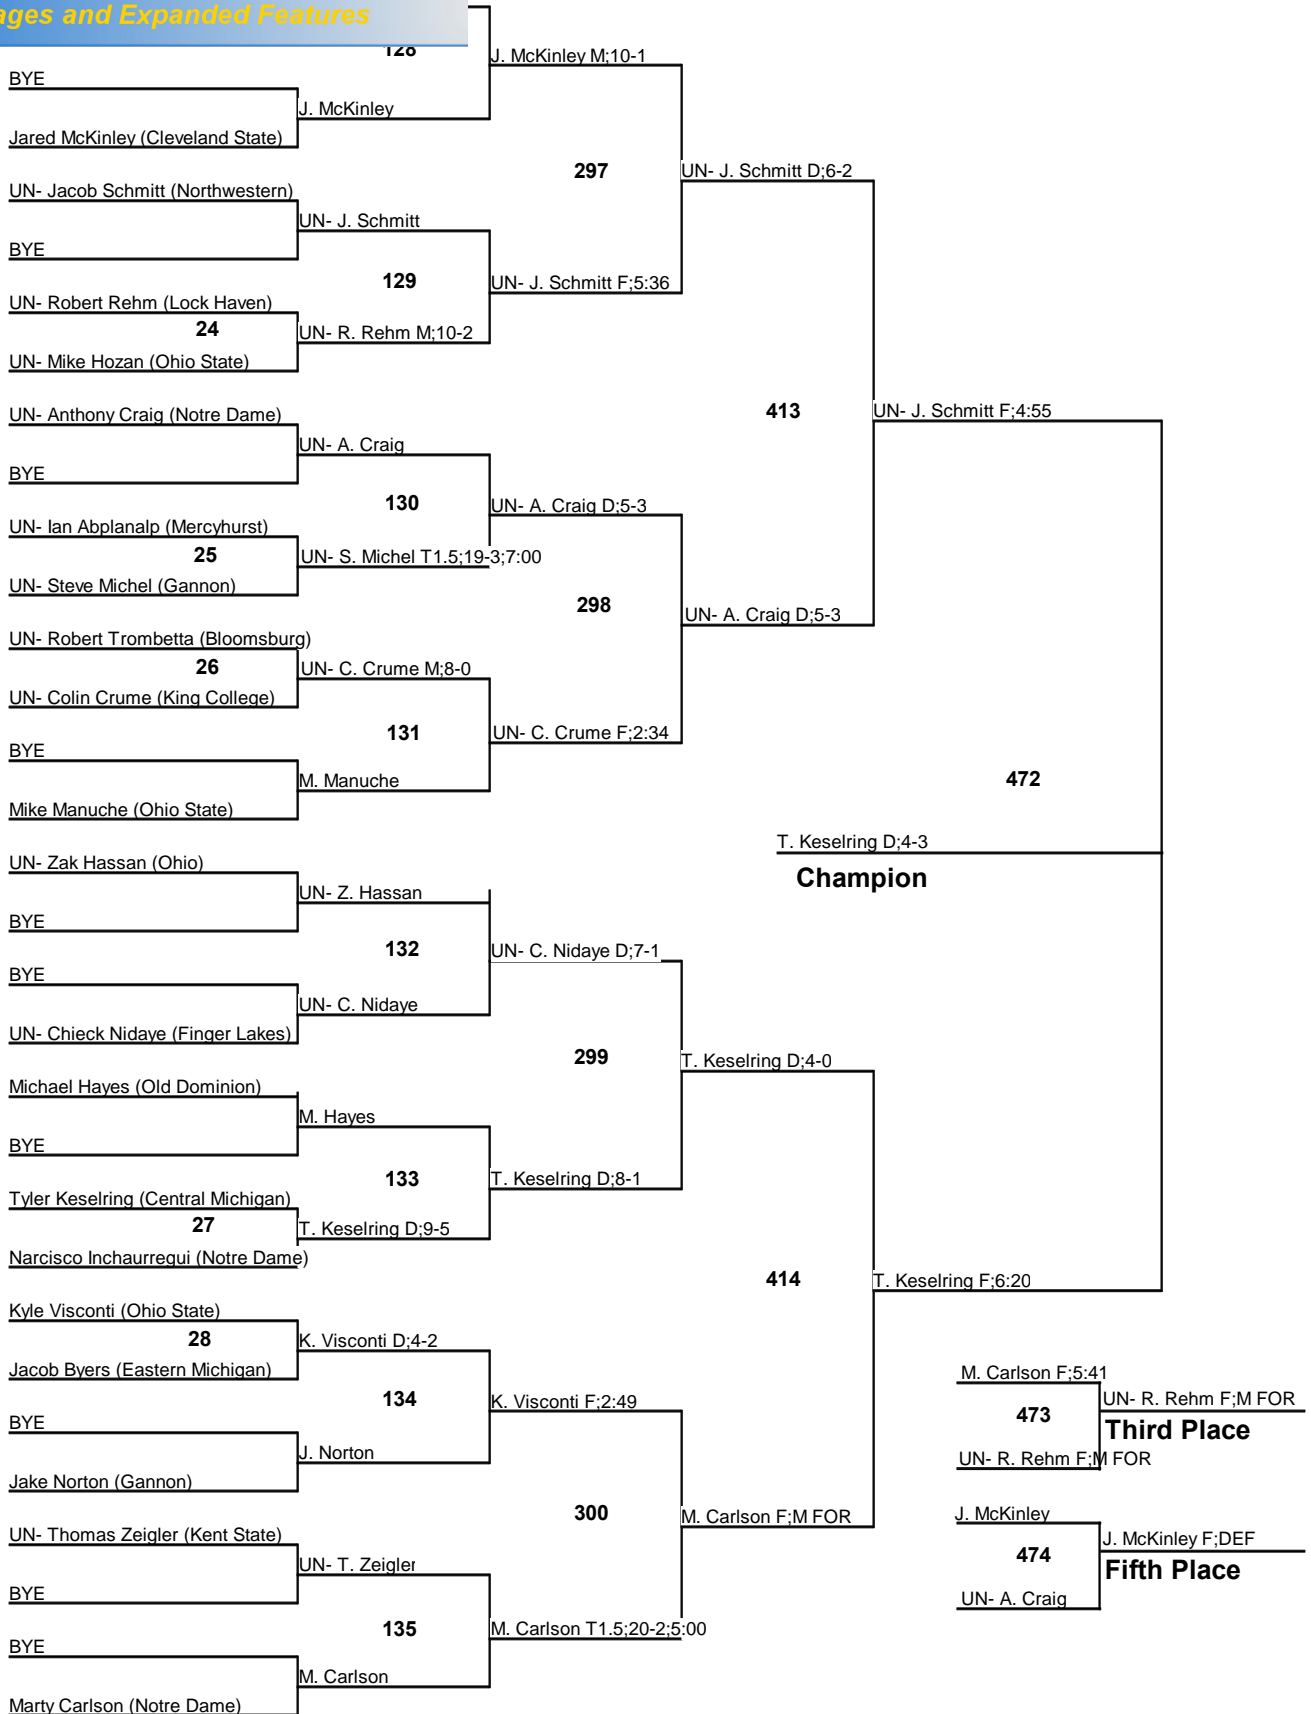 ages and Expanded Features
128
J. McKinley M;10-1
BYE
J. McKinley
Jared McKinley (Cleveland State)
297
UN- J. Schmitt D;6-2
UN- Jacob Schmitt (Northwestern)
UN- J. Schmitt
BYE
129
UN- J. Schmitt F;5:36
UN- Robert Rehm (Lock Haven)
24
UN- R. Rehm M;10-2
UN- Mike Hozan (Ohio State)
413
UN- J. Schmitt F;4:55
UN- Anthony Craig (Notre Dame)
UN- A. Craig
BYE
130
UN- A. Craig D;5-3
UN- Ian Abplanalp (Mercyhurst)
25
UN- S. Michel T1.5;19-3;7:00
UN- Steve Michel (Gannon)
298
UN- A. Craig D;5-3
UN- Robert Trombetta (Bloomsburg)
26
UN- C. Crume M;8-0
UN- Colin Crume (King College)
131
UN- C. Crume F;2:34
BYE
M. Manuche
Mike Manuche (Ohio State)
472
T. Keselring D;4-3
Champion
UN- Zak Hassan (Ohio)
UN- Z. Hassan
BYE
132
UN- C. Nidaye D;7-1
BYE
UN- C. Nidaye
UN- Chieck Nidaye (Finger Lakes)
299
T. Keselring D;4-0
Michael Hayes (Old Dominion)
M. Hayes
BYE
133
T. Keselring D;8-1
Tyler Keselring (Central Michigan)
27
T. Keselring D;9-5
Narcisco Inchaurregui (Notre Dame)
414
T. Keselring F;6:20
Kyle Visconti (Ohio State)
28
K. Visconti D;4-2
Jacob Byers (Eastern Michigan)
134
K. Visconti F;2:49
BYE
J. Norton
Jake Norton (Gannon)
300
M. Carlson F;M FOR
UN- Thomas Zeigler (Kent State)
UN- T. Zeigler
BYE
135
M. Carlson T1.5;20-2;5:00
BYE
M. Carlson
Marty Carlson (Notre Dame)
M. Carlson F;5:41
473
UN- R. Rehm F;M FOR
Third Place
UN- R. Rehm F;M FOR
J. McKinley
474
J. McKinley F;DEF
Fifth Place
UN- A. Craig